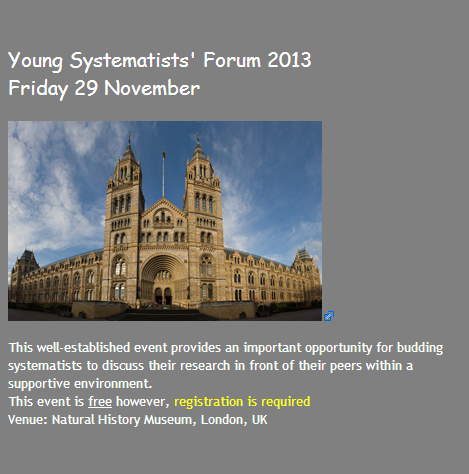 Young Systematists' Forum 2013
Friday 29 November
This well-established event provides an important opportunity for budding
systematists to discuss their research in front of their peers within a
supportive environment.
This event is free however, registration is required
Venue: Natural History Museum, London, UK